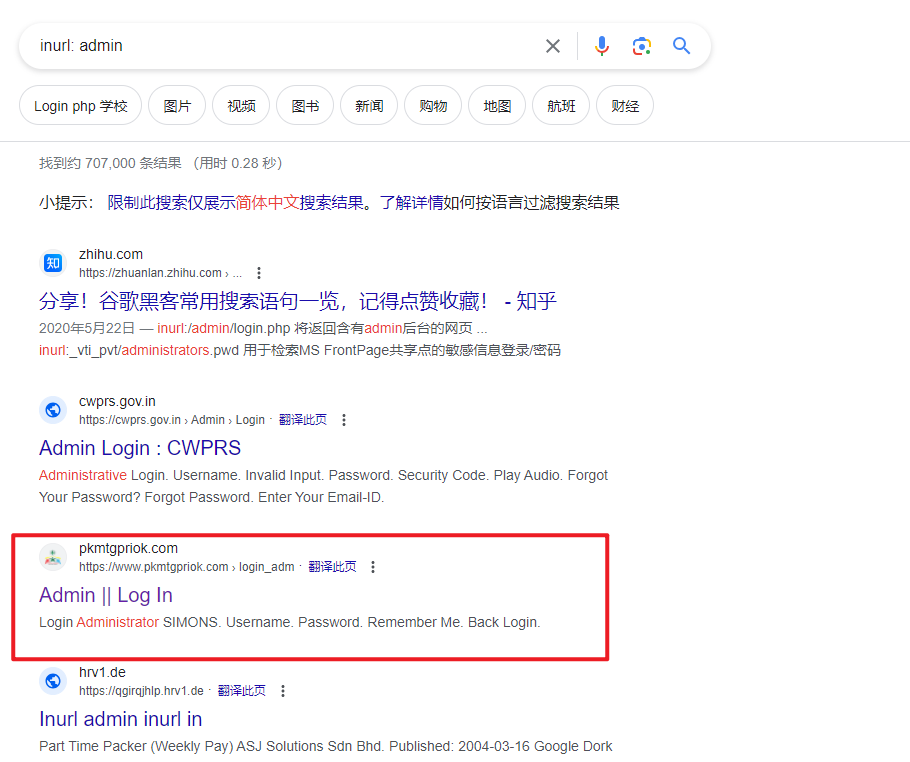 inurl: admin
Login php 学校
图片
视频
图书
新闻
购物
地图
航班
财经
找到约 707,000 条结果 （用时 0.28 秒）
小提示： 限制此搜索仅展示简体中文搜索结果。了解详情如何按语言过滤搜索结果
知
zhihu.com
https://zhuanlan.zhihu.com › ...
分享！谷歌黑客常用搜索语句一览，记得点赞收藏！ - 知乎
2020年5月22日 — inurl:/admin/login.php 将返回含有admin后台的网页 ...
inurl:_vti_pvt/administrators.pwd 用于检索MS FrontPage共享点的敏感信息登录/密码
cwprs.gov.in
https://cwprs.gov.in › Admin › Login · 翻译此页
Admin Login : CWPRS
Administrative Login. Username. Invalid Input. Password. Security Code. Play Audio. Forgot
Your Password? Forgot Password. Enter Your Email-ID.
pkmtgpriok.com
https://www.pkmtgpriok.com › login_adm · 翻译此页
Admin || Log In
Login Administrator SIMONS. Username. Password. Remember Me. Back Login.
hrv1.de
https://qgirqjhlp.hrv1.de · 翻译此页
Inurl admin inurl in
Part Time Packer (Weekly Pay) ASJ Solutions Sdn Bhd. Published: 2004-03-16 Google Dork